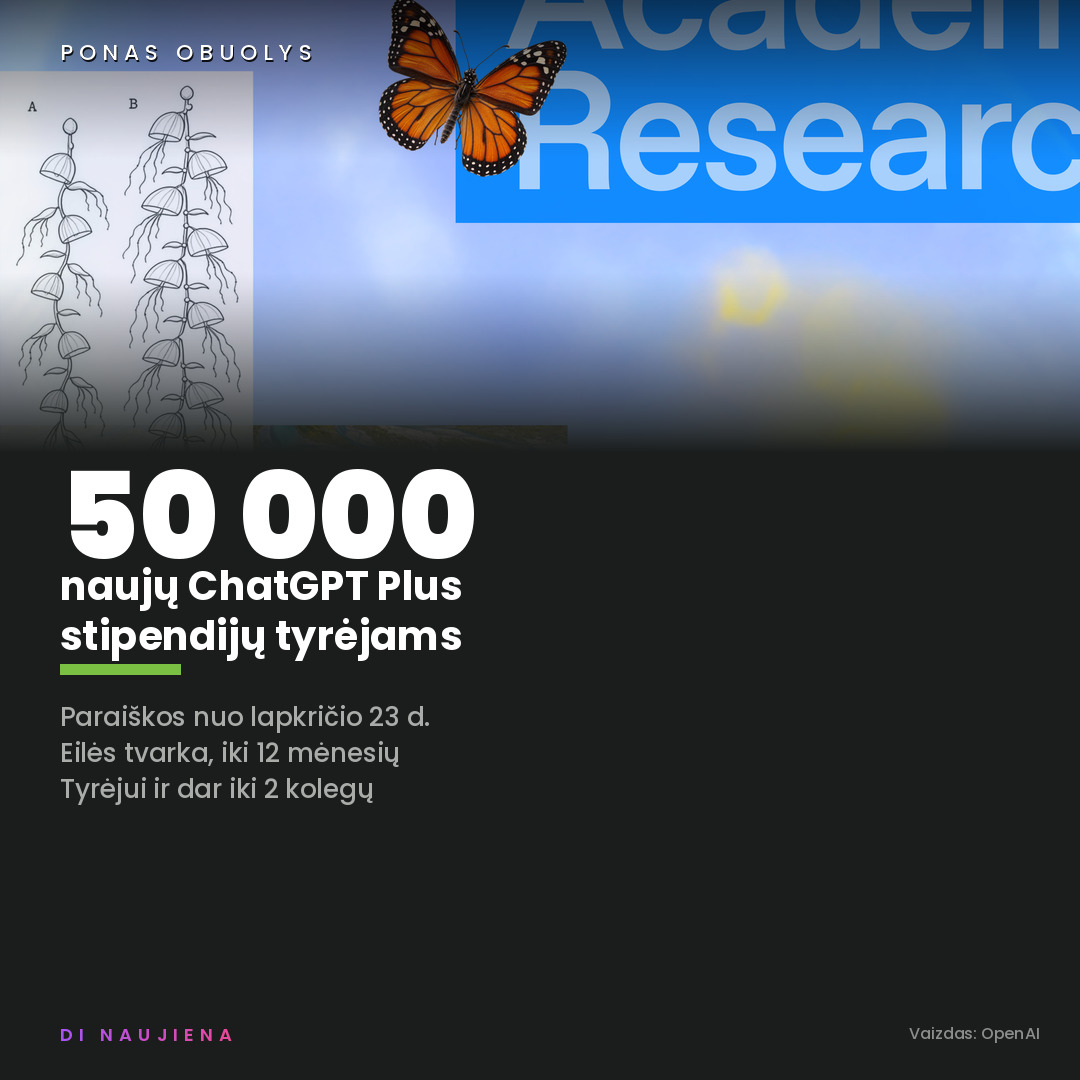 PONAS OBUOLYS
Academ
Researc
A
B
50 000
naujų ChatGPT Plus
stipendijų tyrėjams
Paraiškos nuo lapkričio 23 d.
Eilės tvarka, iki 12 mėnesių
Tyrėjui ir dar iki 2 kolegų
DI NAUJIENA
Vaizdas: OpenAI